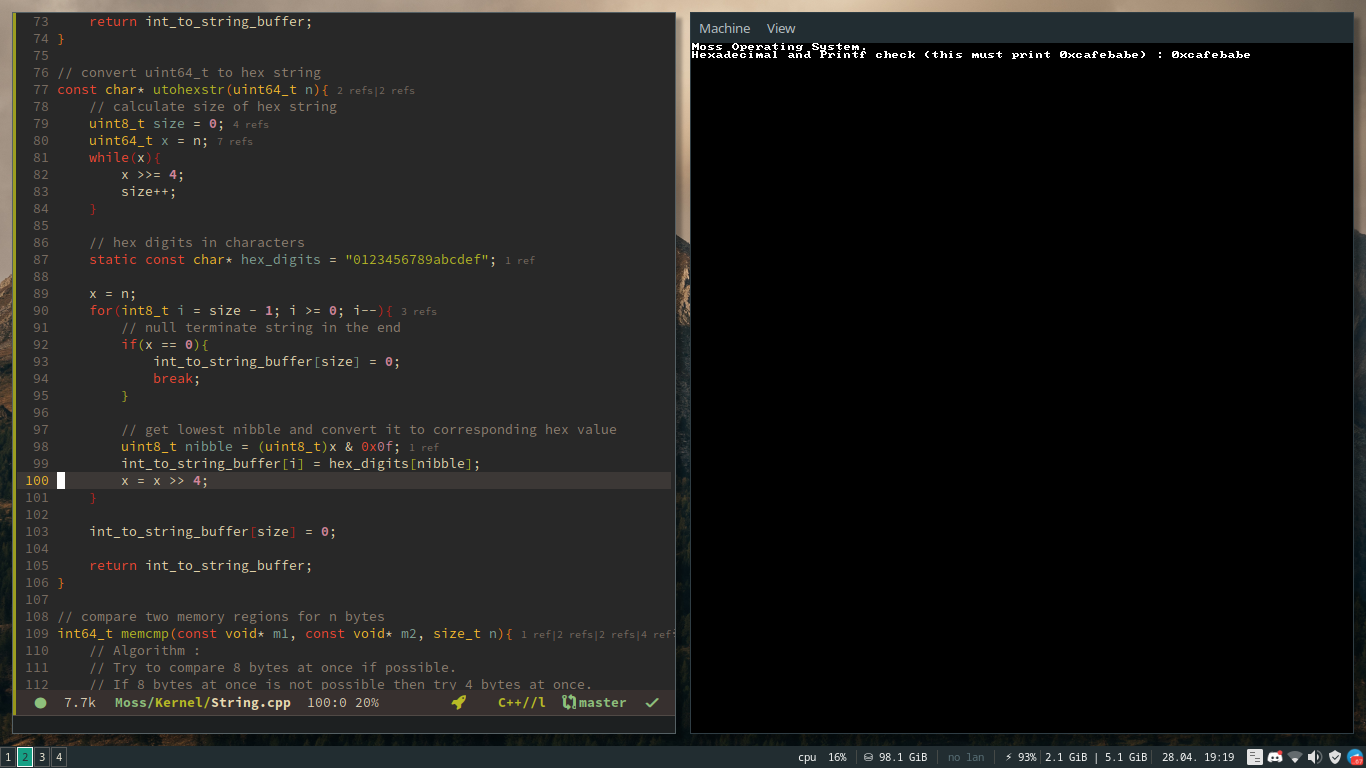 73     return int_to_string_buffer;
74 }
75
76 // convert uint64_t to hex string
77 const char* utohexstr(uint64_t n){ 2 refs|2 refs
78     // calculate size of hex string
79     uint8_t size = 0; 4 refs
80     uint64_t x = n; 7 refs
81     while(x){
82         x >>= 4;
83         size++;
84     }
85
86     // hex digits in characters
87     static const char* hex_digits = "0123456789abcdef"; 1 ref
88
89     x = n;
90     for(int8_t i = size - 1; i >= 0; i--){ 3 refs
91         // null terminate string in the end
92         if(x == 0){
93             int_to_string_buffer[size] = 0;
94             break;
95         }
96
97         // get lowest nibble and convert it to corresponding hex value
98         uint8_t nibble = (uint8_t)x & 0x0f; 1 ref
99         int_to_string_buffer[i] = hex_digits[nibble];
100         x = x >> 4;
101     }
102
103     int_to_string_buffer[size] = 0;
104
105     return int_to_string_buffer;
106 }
107
108 // compare two memory regions for n bytes
109 int64_t memcmp(const void* m1, const void* m2, size_t n){ 1 ref|2 refs|2 refs|4 ref
110     // Algorithm :
111     // Try to compare 8 bytes at once if possible.
112     // If 8 bytes at once is not possible then try 4 bytes at once.
7.7k Moss/Kernel/String.cpp 100:0 20% C++//l master
Machine View
Moss Operating System.
Hexadecimal and Printf check (this must print 0xcafebabe) : 0xcafebabe
1 2 3 4 cpu 16% 98.1 GiB no lan 93% 2.1 GiB | 5.1 GiB 28.04. 19:19